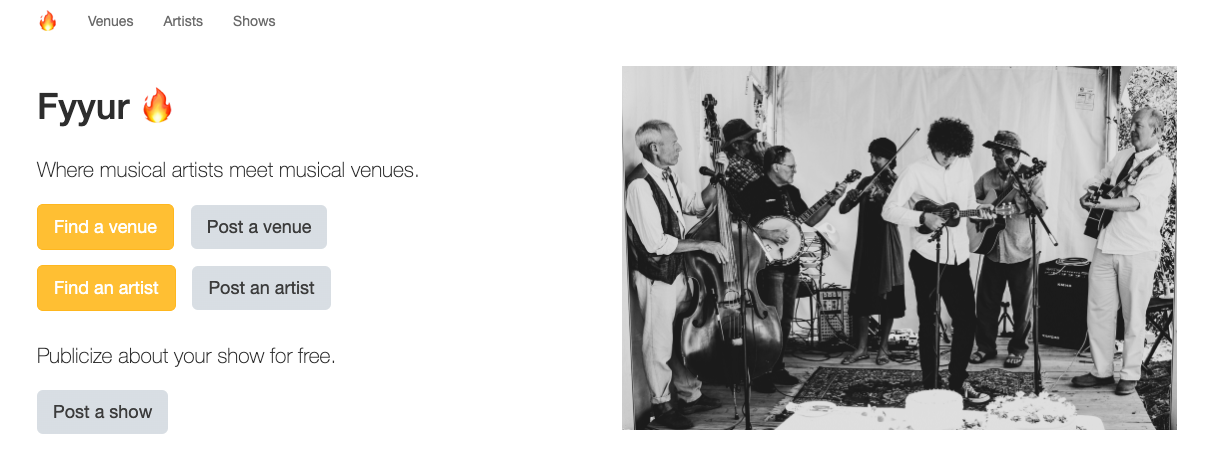 Venues Artists Shows
Fyyur
Where musical artists meet musical venues.
Find a venue Post a venue
Find an artist Post an artist
Publicize about your show for free.
Post a show